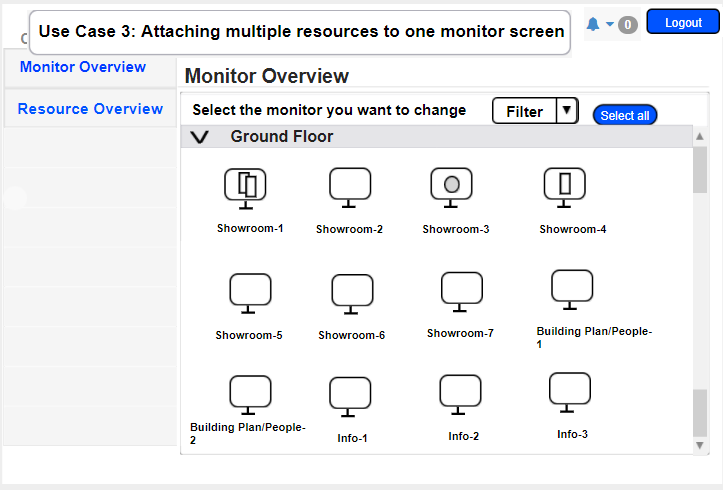 Use Case 3: Attaching multiple resources to one monitor screen
0
Logout
Monitor Overview
Resource Overview
Monitor Overview
Select the monitor you want to change
Filter
Select all
Ground Floor
Showroom-1
Showroom-2
Showroom-3
Showroom-4
Showroom-5
Showroom-6
Showroom-7
Building Plan/People-
1
Building Plan/People-
2
Info-1
Info-2
Info-3